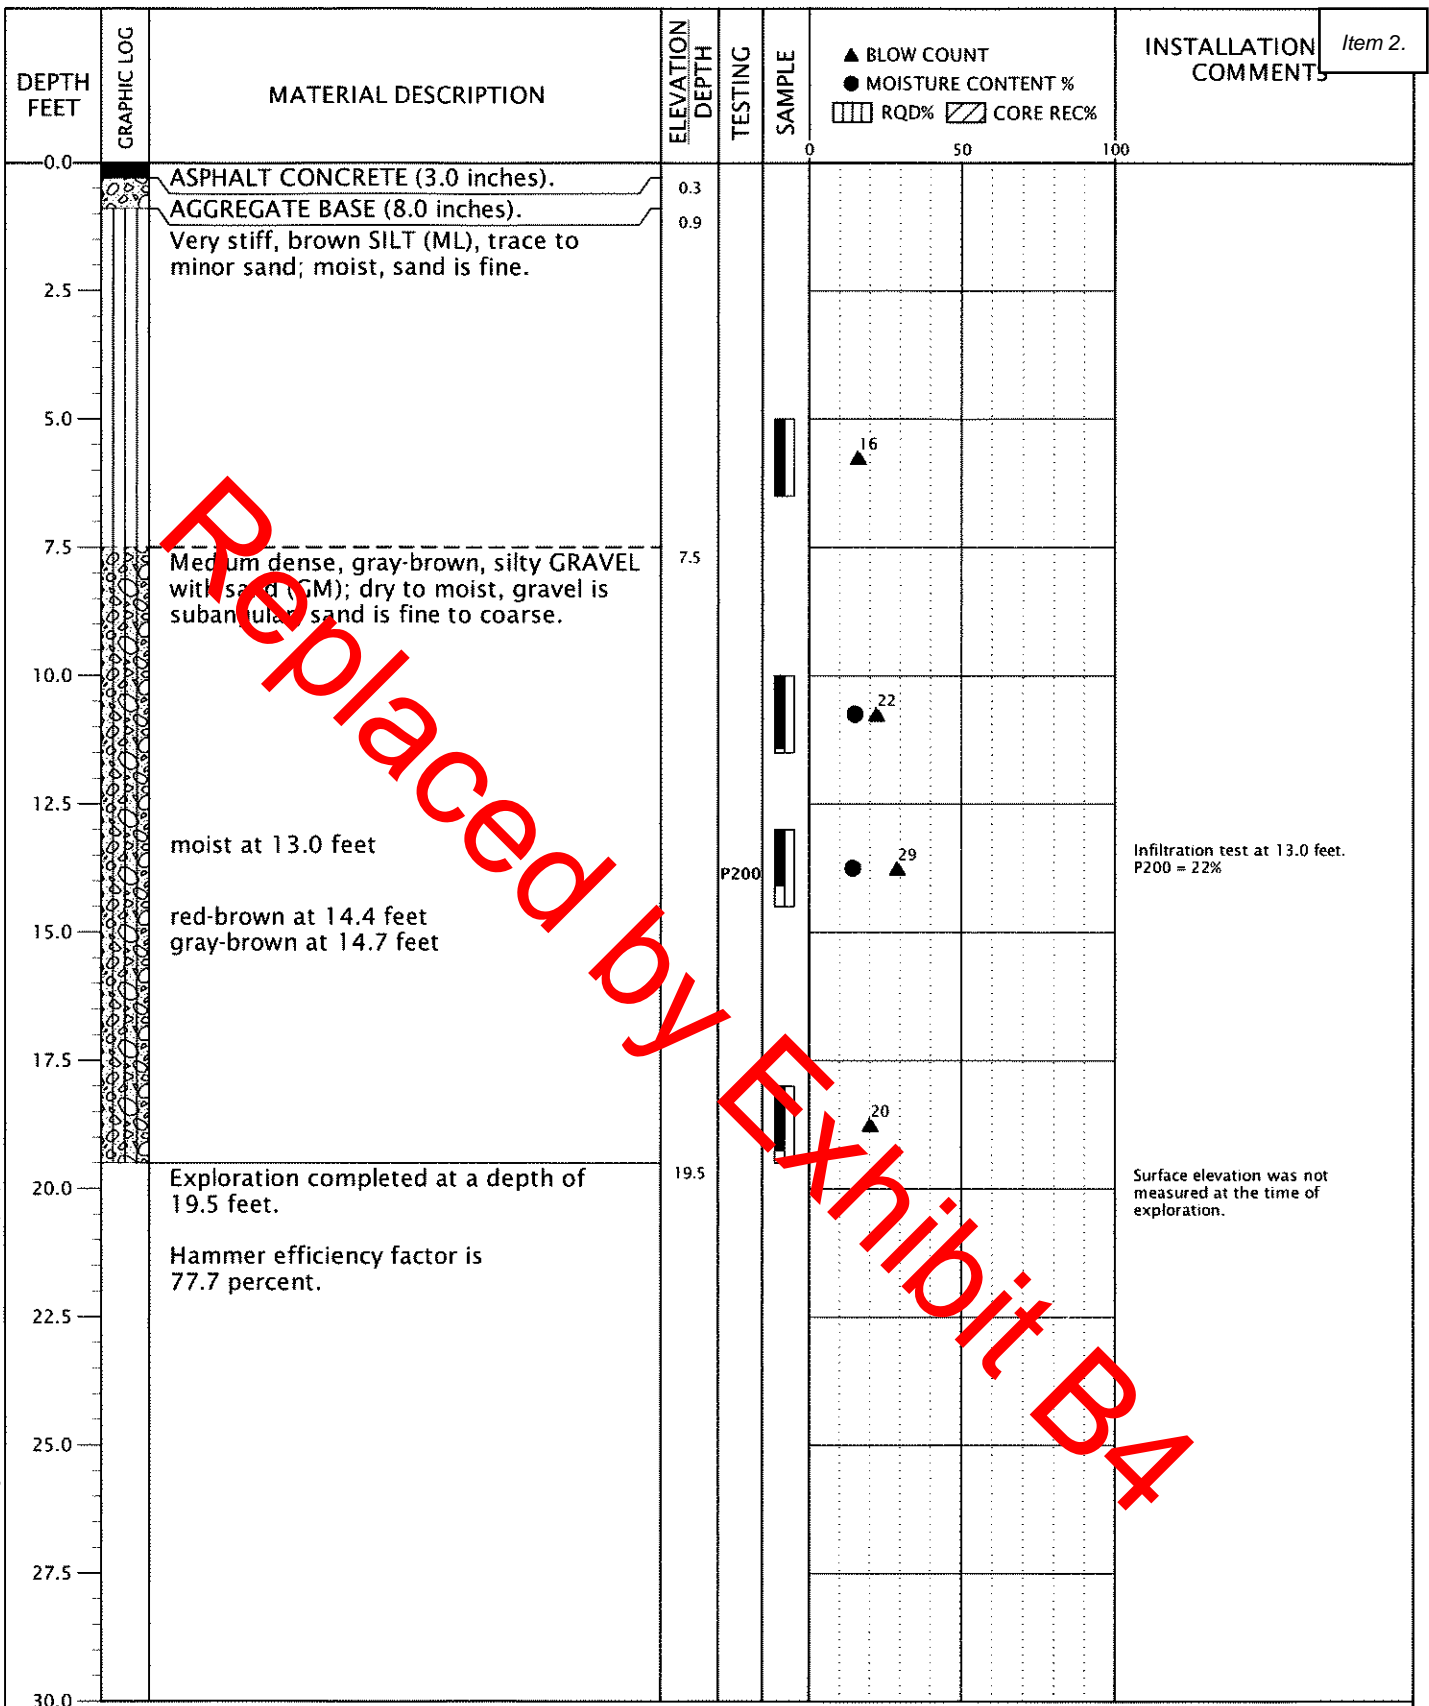 Item 2.
DEPTH
FEET
GRAPHIC LOG
MATERIAL DESCRIPTION
ELEVATION
DEPTH
TESTING
SAMPLE
▲ BLOW COUNT
● MOISTURE CONTENT %
RQD% CORE REC%
0 50 100
INSTALLATION
COMMENTS
0.0
ASPHALT CONCRETE (3.0 inches).
0.3
AGGREGATE BASE (8.0 inches).
0.9
Very stiff, brown SILT (ML), trace to
minor sand; moist, sand is fine.
2.5
5.0
16
7.5
Medium dense, gray-brown, silty GRAVEL
with sand (GM); dry to moist, gravel is
subangular, sand is fine to coarse.
7.5
10.0
22
12.5
moist at 13.0 feet
P200
29
Infiltration test at 13.0 feet.
P200 = 22%
red-brown at 14.4 feet
15.0
gray-brown at 14.7 feet
17.5
20
19.5
20.0
Exploration completed at a depth of
19.5 feet.
Surface elevation was not
measured at the time of
exploration.
Hammer efficiency factor is
77.7 percent.
22.5
25.0
27.5
30.0
Replaced by Exhibit B4